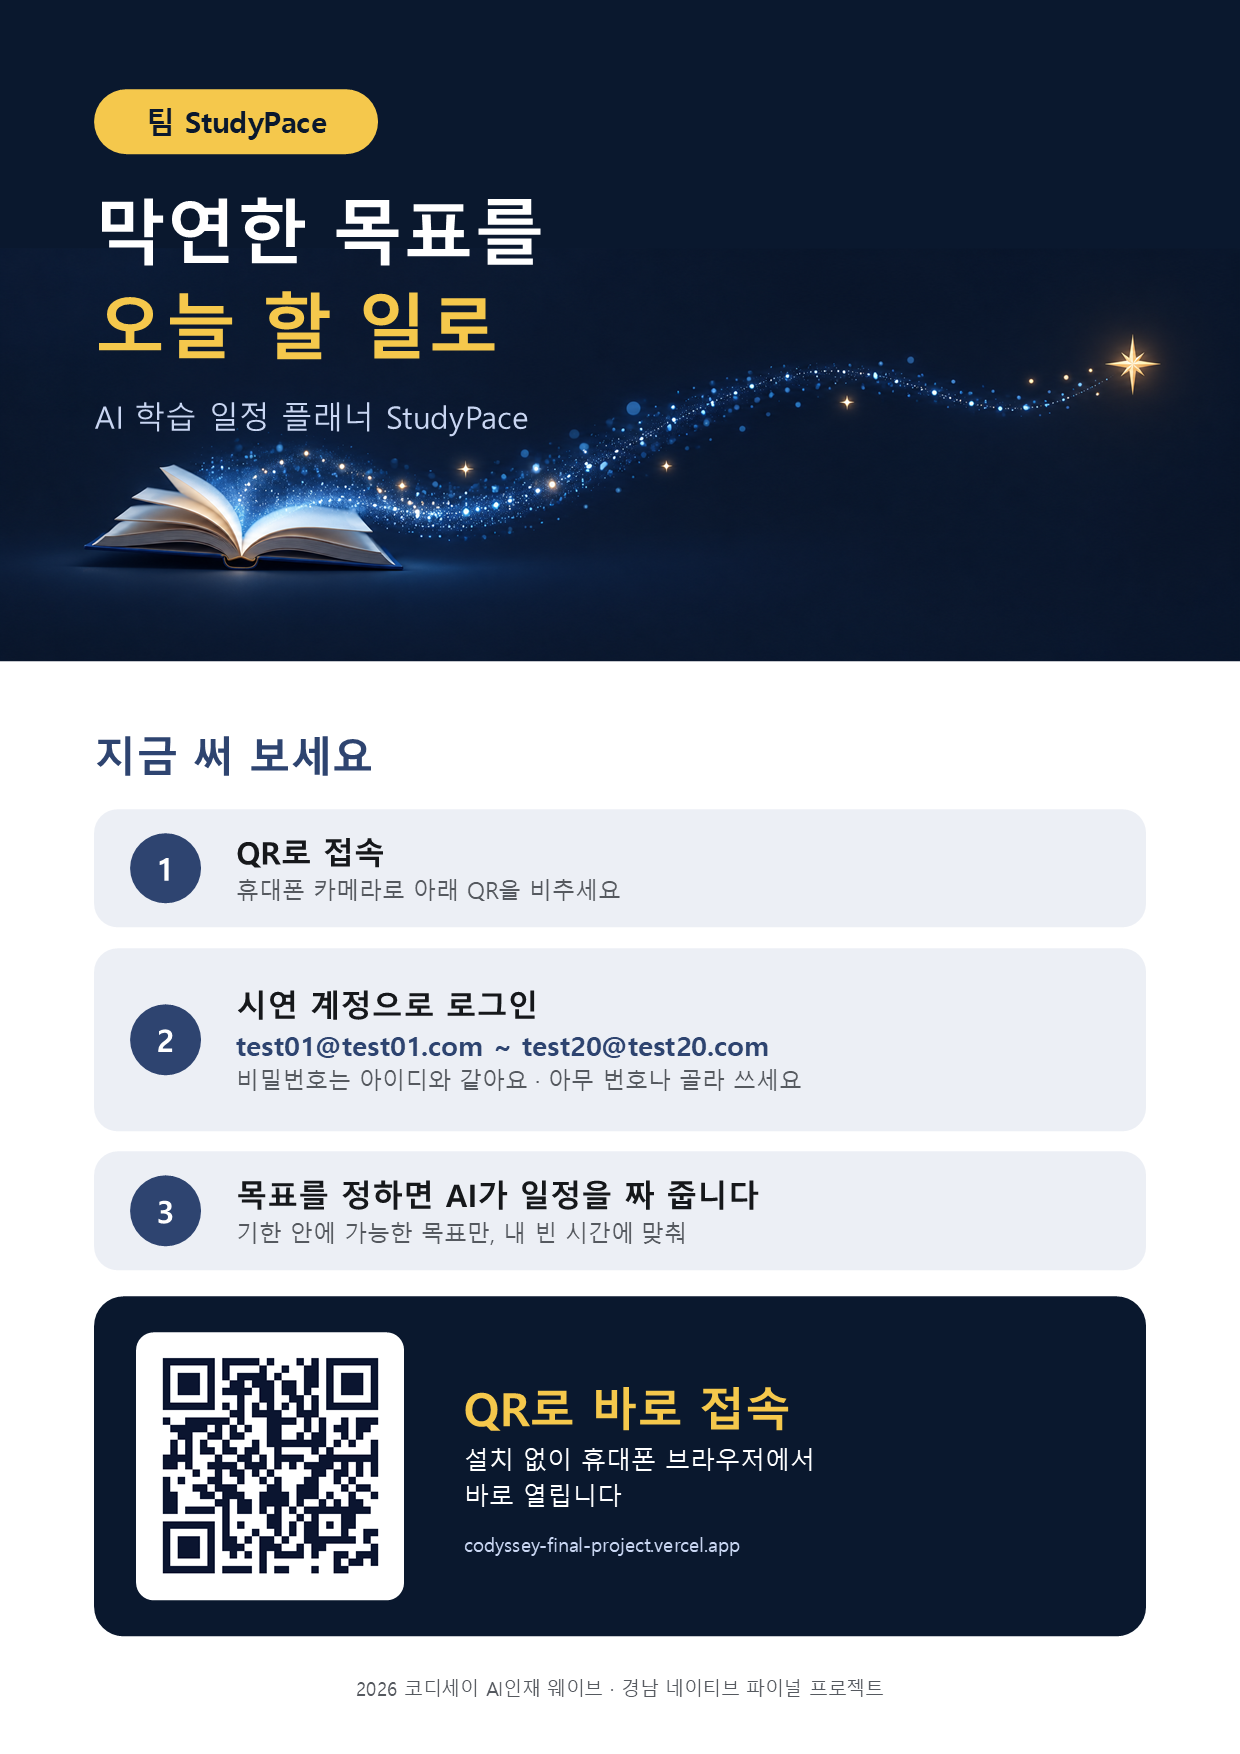 팀 StudyPace
막연한 목표를
오늘 할 일로
AI 학습 일정 플래너 StudyPace
지금 써 보세요
1
QR로 접속
휴대폰 카메라로 아래 QR을 비추세요
2
시연 계정으로 로그인
test01@test01.com ~ test20@test20.com
비밀번호는 아이디와 같아요 · 아무 번호나 골라 쓰세요
3
목표를 정하면 AI가 일정을 짜 줍니다
기한 안에 가능한 목표만, 내 빈 시간에 맞춰
QR로 바로 접속
설치 없이 휴대폰 브라우저에서
바로 열립니다
codyssey-final-project.vercel.app
2026 코디세이 AI인재 웨이브 · 경남 네이티브 파이널 프로젝트